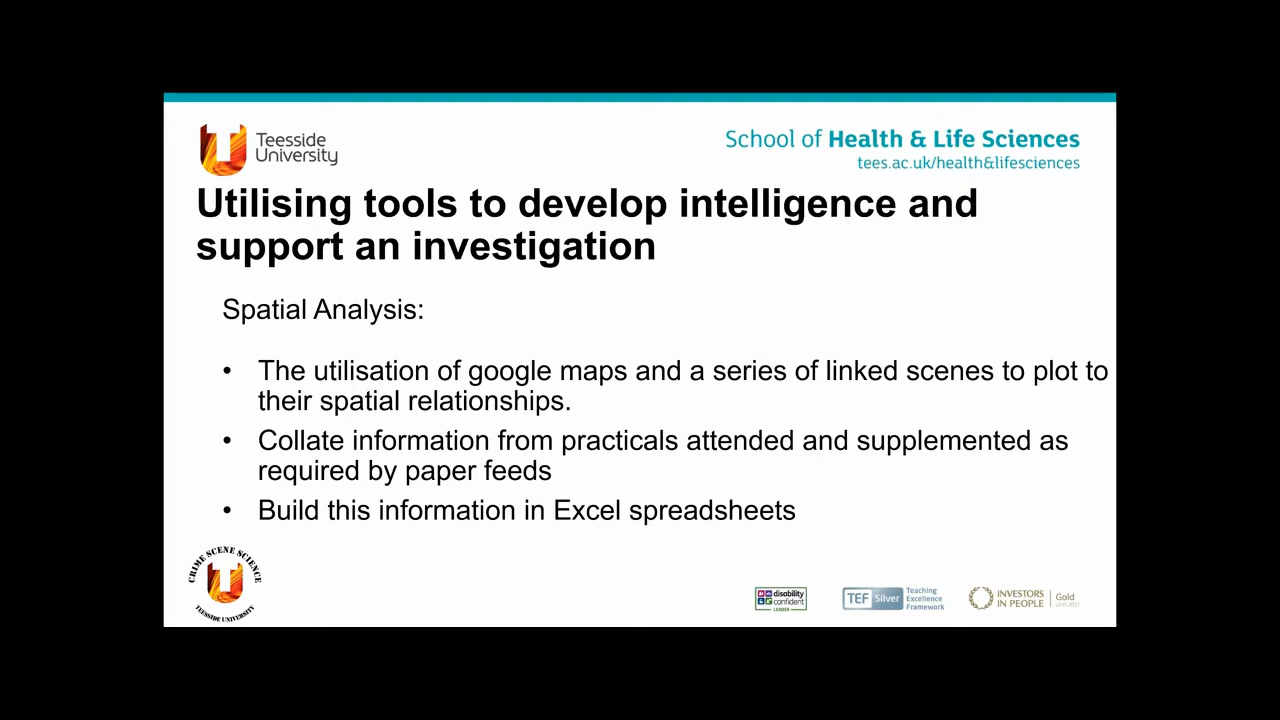 Teesside
University
School of Health & Life Sciences
tees.ac.uk/health&lifesciences
Utilising tools to develop intelligence and
support an investigation
Spatial Analysis:
• The utilisation of google maps and a series of linked scenes to plot to
their spatial relationships.
• Collate information from practicals attended and supplemented as
required by paper feeds
• Build this information in Excel spreadsheets
CRIME SCENE SCIENCE
TEESSIDE UNIVERSITY
disability
confident
LEADER
TEF Silver
Teaching
Excellence
Framework
INVESTORS
IN PEOPLE
Gold